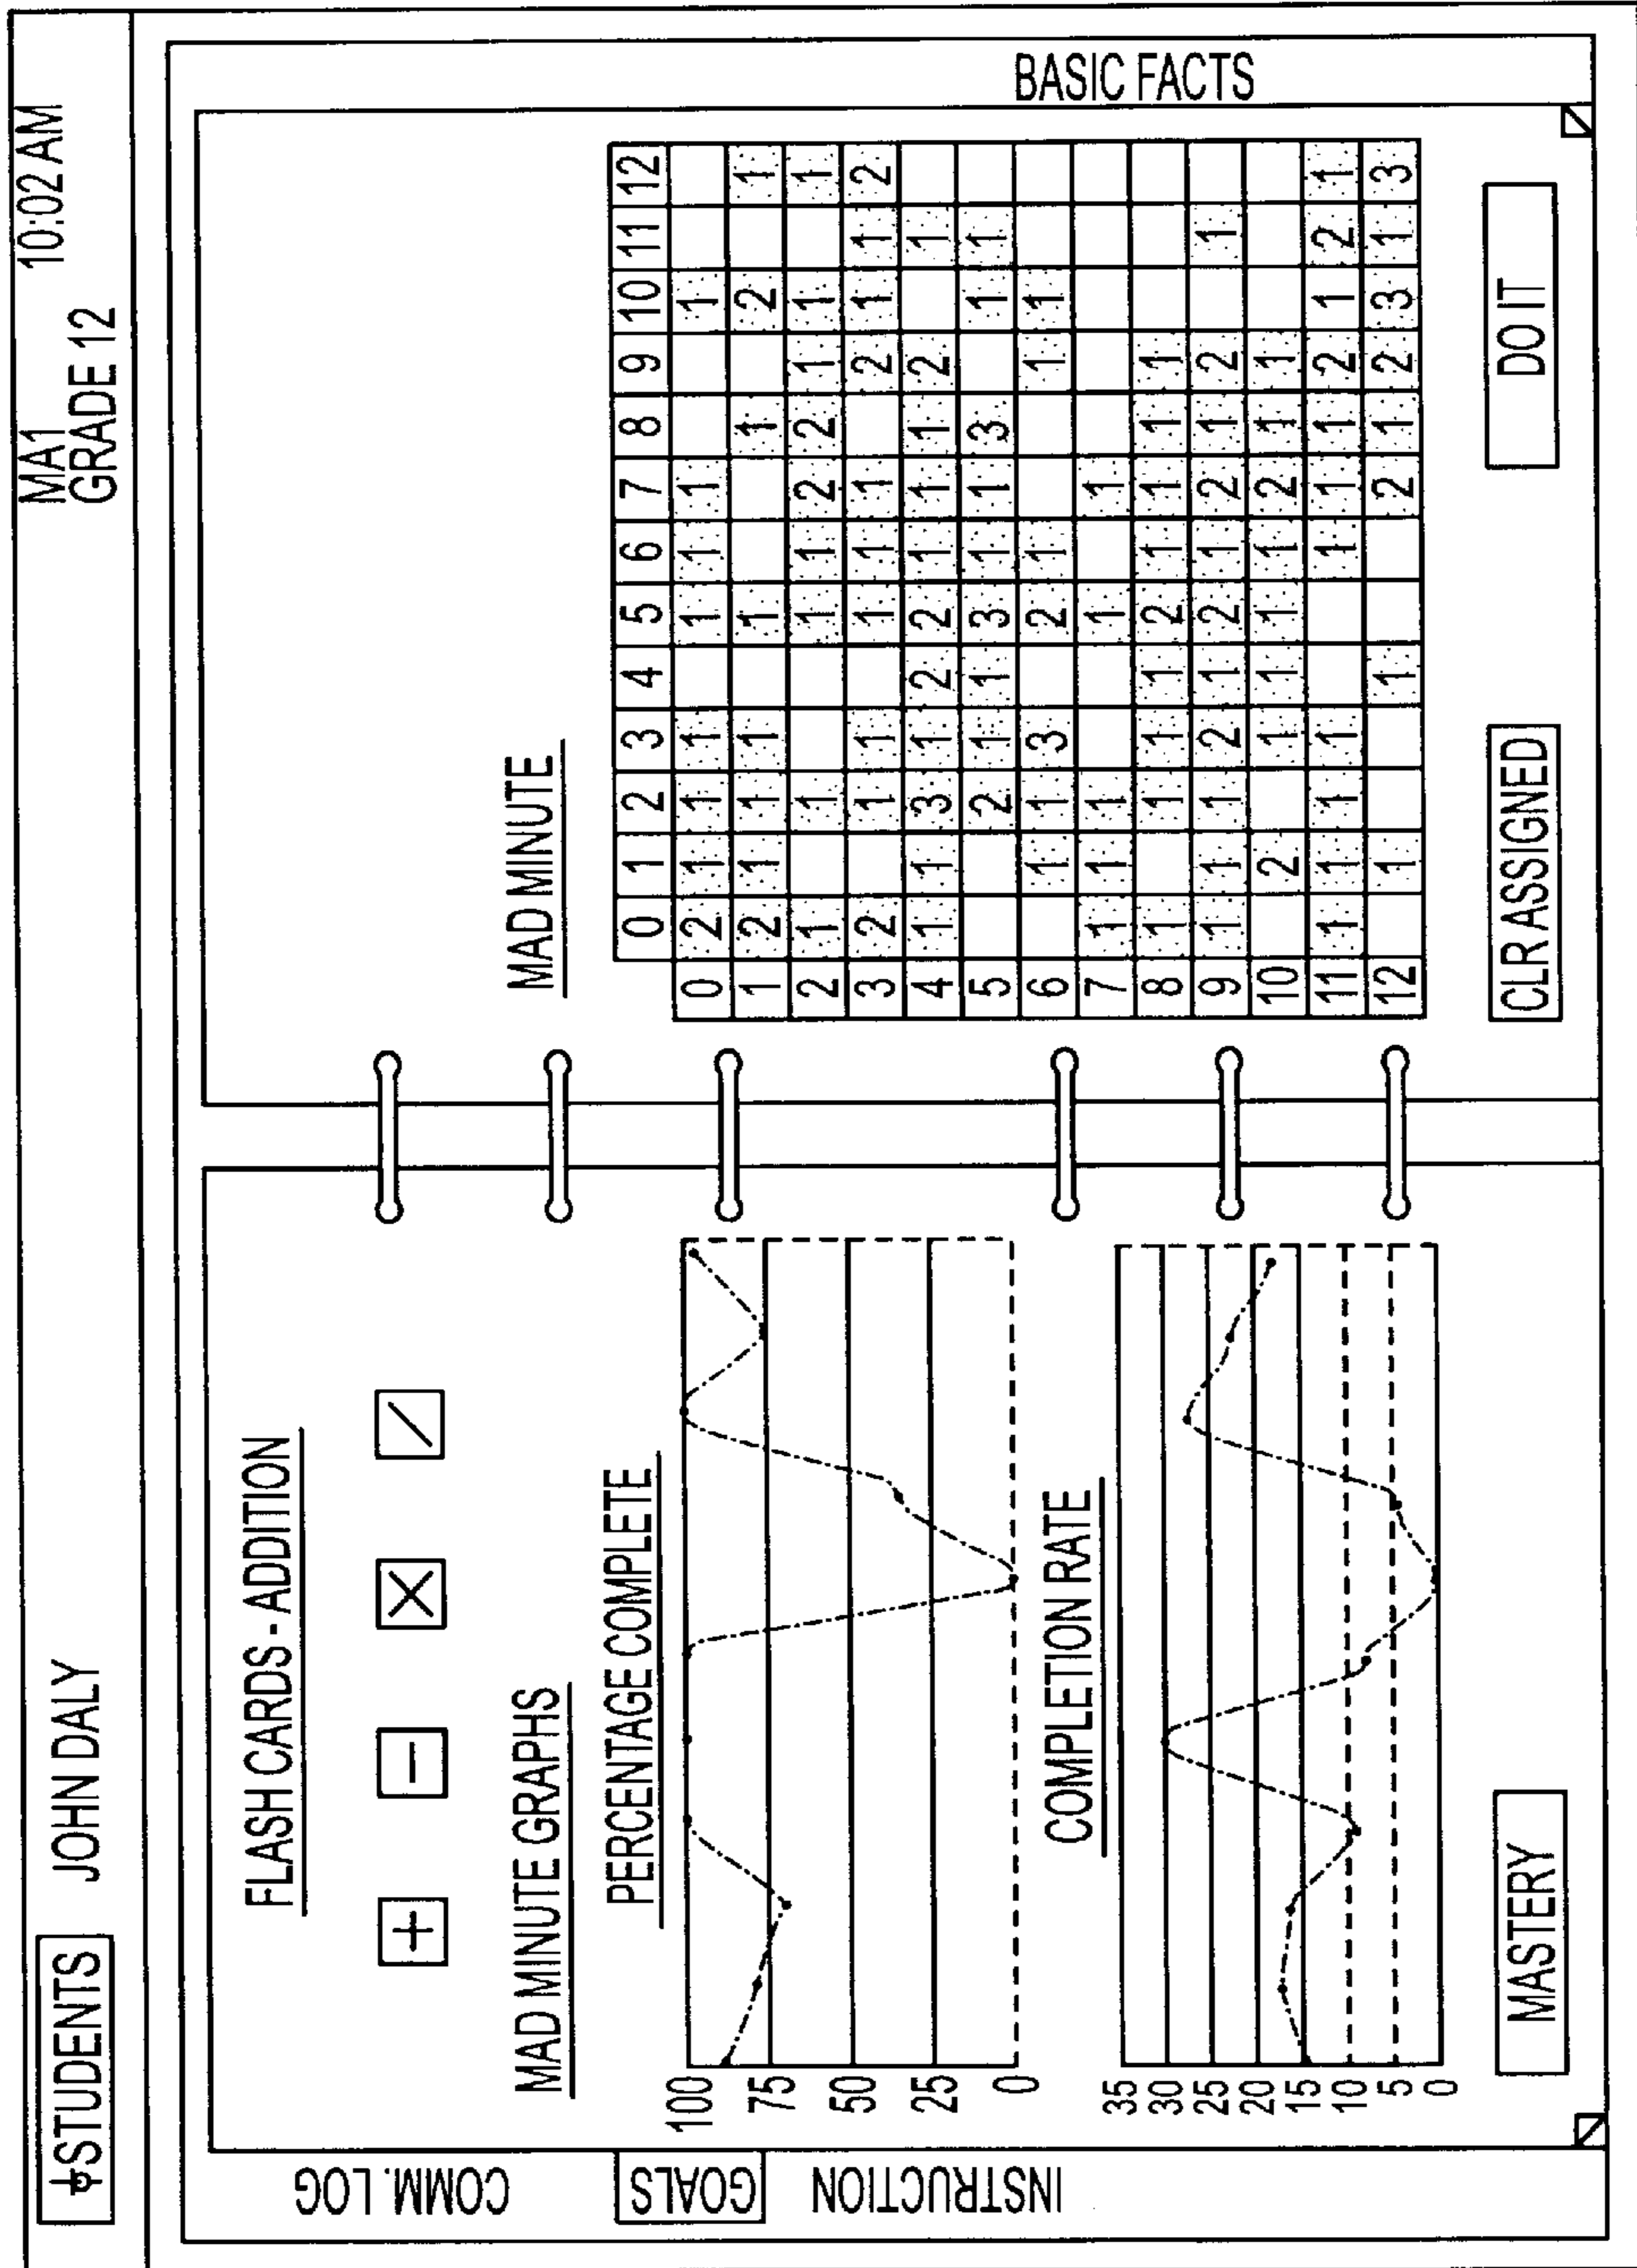 STUDENTS JOHN DALY MA1 10:02 AM
GRADE 12
COMM. LOG
GOALS
INSTRUCTION
FLASH CARDS - ADDITION
+ − X /
MAD MINUTE GRAPHS
PERCENTAGE COMPLETE
100
75
50
25
0
COMPLETION RATE
35
30
25
20
15
10
5
0
MASTERY
MAD MINUTE
0 1 2 3 4 5 6 7 8 9 10 11 12
0 2 1 1 1 1 1 1 1
1 2 1 1 1 1 1 2 1
2 1 1 1 1 2 2 1 1 1
3 2 1 1 1 1 1 2 1 1 2
4 1 1 3 1 2 2 1 1 1 2 1
5 2 1 1 3 1 1 3 1 1
6 1 1 3 2 1 1 1
7 1 1 1 1 1
8 1 1 1 1 2 1 1 1 1
9 1 1 1 2 1 2 1 2 1 2 1
10 2 1 1 1 1 2 1 1
11 1 1 1 1 1 1 1 2 1 2 1
12 1 1 2 1 2 3 1 3
CLR ASSIGNED
DO IT
BASIC FACTS